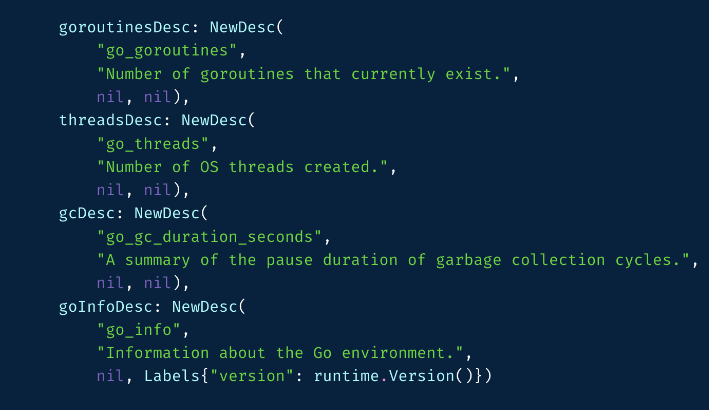 goroutinesDesc: NewDesc(
"go_goroutines",
"Number of goroutines that currently exist.",
nil, nil),
threadsDesc: NewDesc(
"go_threads",
"Number of OS threads created.",
nil, nil),
gcDesc: NewDesc(
"go_gc_duration_seconds",
"A summary of the pause duration of garbage collection cycles.",
nil, nil),
goInfoDesc: NewDesc(
"go_info",
"Information about the Go environment.",
nil, Labels{"version": runtime.Version()})